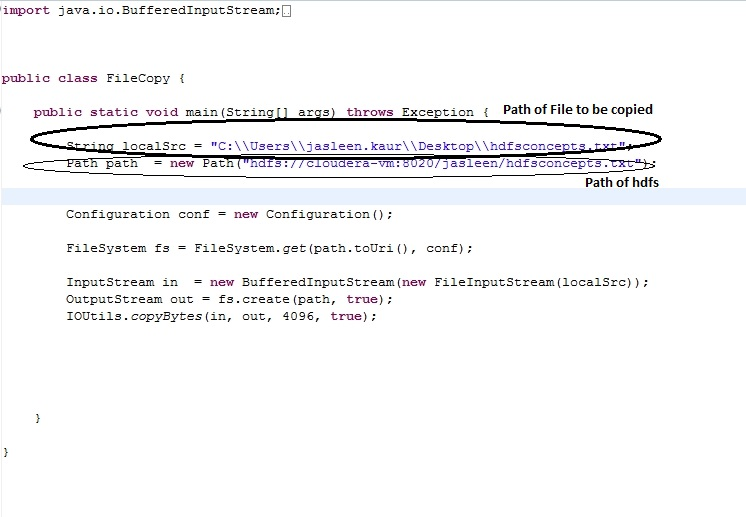 import java.io.BufferedInputStream;
public class FileCopy {
public static void main(String[] args) throws Exception { Path of File to be copied
String localSrc = "C:\\Users\\jasleen.kaur\\Desktop\\hdfsconcepts.txt";
Path path  = new Path("hdfs://cloudera-vm:8020/jasleen/hdfsconcepts.txt");
Path of hdfs
Configuration conf = new Configuration();
FileSystem fs = FileSystem.get(path.toUri(), conf);
InputStream in  = new BufferedInputStream(new FileInputStream(localSrc));
OutputStream out = fs.create(path, true);
IOUtils.copyBytes(in, out, 4096, true);
}
}